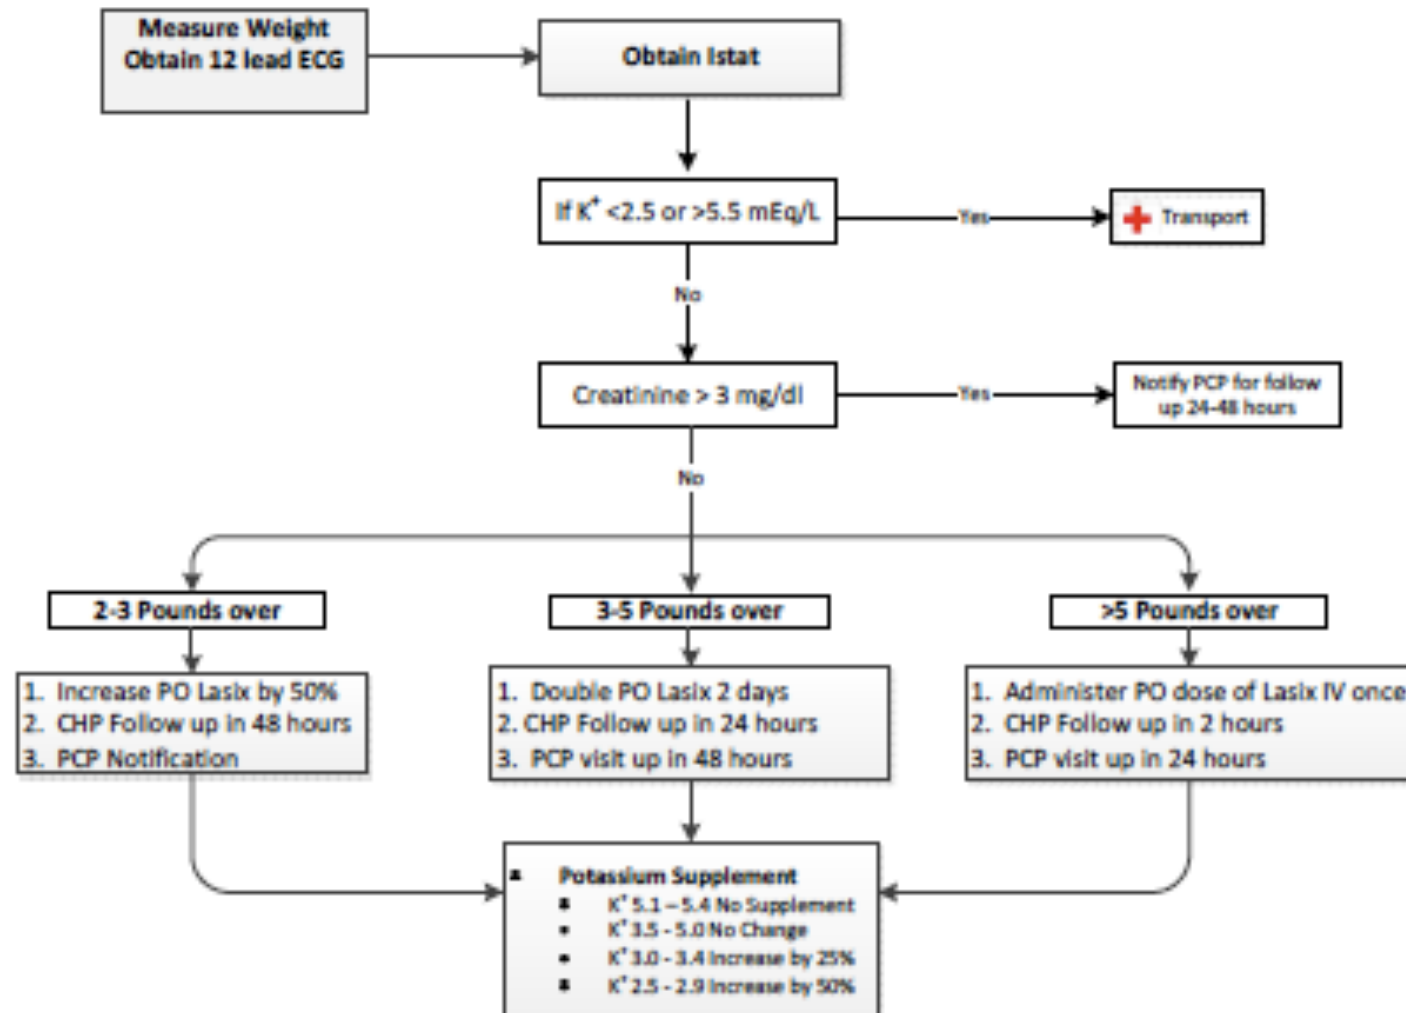 Measure Weight
Obtain 12 lead ECG
Obtain Istat
If K⁺ <2.5 or >5.5 mEq/L
Yes
Transport
No
Creatinine > 3 mg/dl
Yes
Notify PCP for follow
up 24-48 hours
No
2-3 Pounds over
3-5 Pounds over
>5 Pounds over
1. Increase PO Lasix by 50%
2. CHP Follow up in 48 hours
3. PCP Notification
1. Double PO Lasix 2 days
2. CHP Follow up in 24 hours
3. PCP visit up in 48 hours
1. Administer PO dose of Lasix IV once
2. CHP Follow up in 2 hours
3. PCP visit up in 24 hours
Potassium Supplement
K⁺ 5.1 – 5.4 No Supplement
K⁺ 3.5 - 5.0 No Change
K⁺ 3.0 - 3.4 Increase by 25%
K⁺ 2.5 - 2.9 Increase by 50%